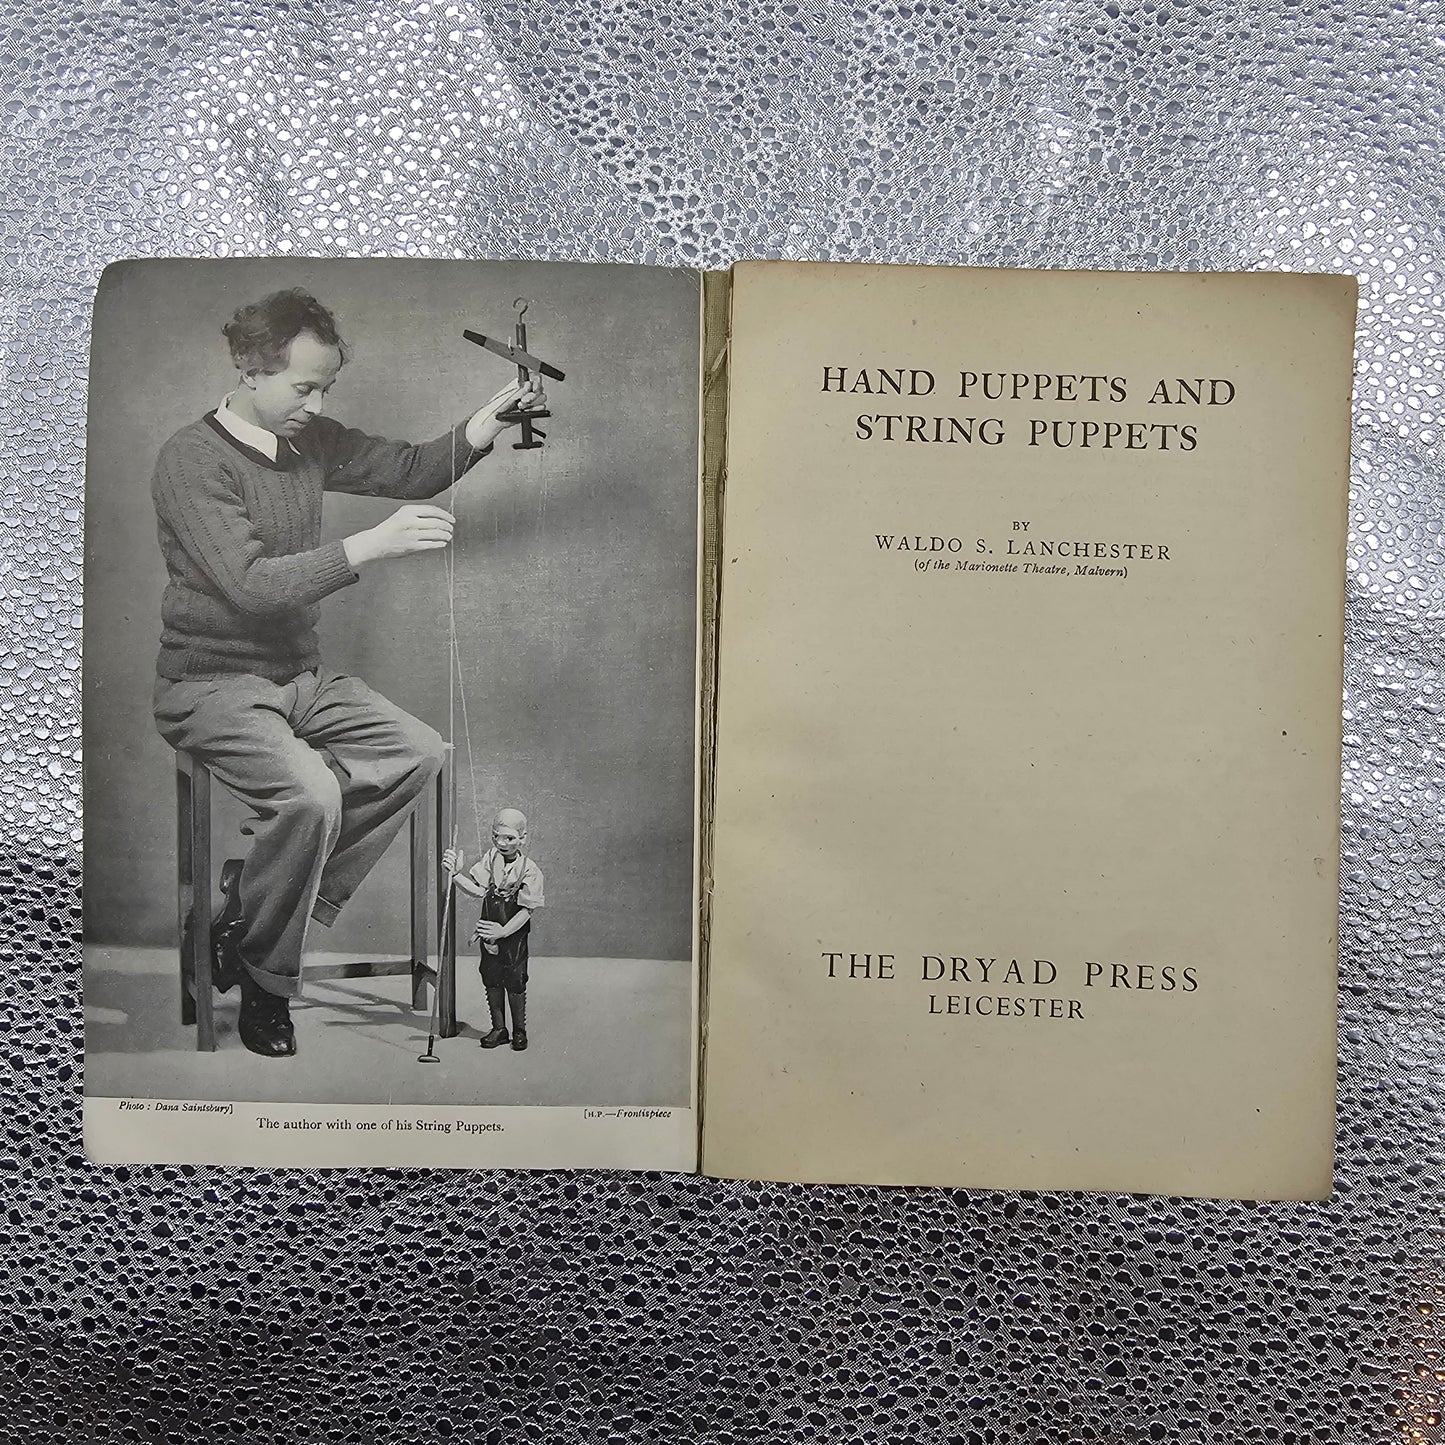 Photo : Dana Saintsbury]
[H.P.—Frontispiece
The author with one of his String Puppets.
HAND PUPPETS AND
STRING PUPPETS
BY
WALDO S. LANCHESTER
(of the Marionette Theatre, Malvern)
THE DRYAD PRESS
LEICESTER